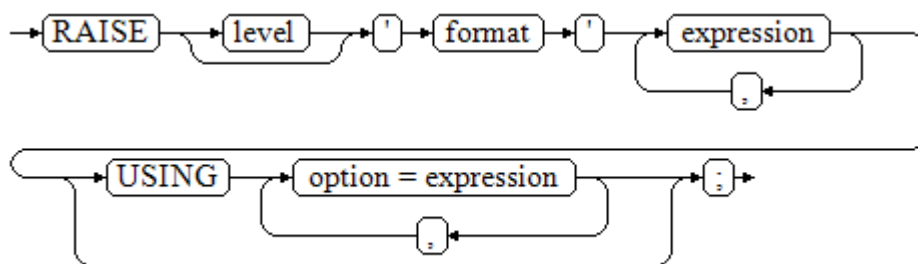 RAISE level ' format ' expression
,
USING option = expression ;
,